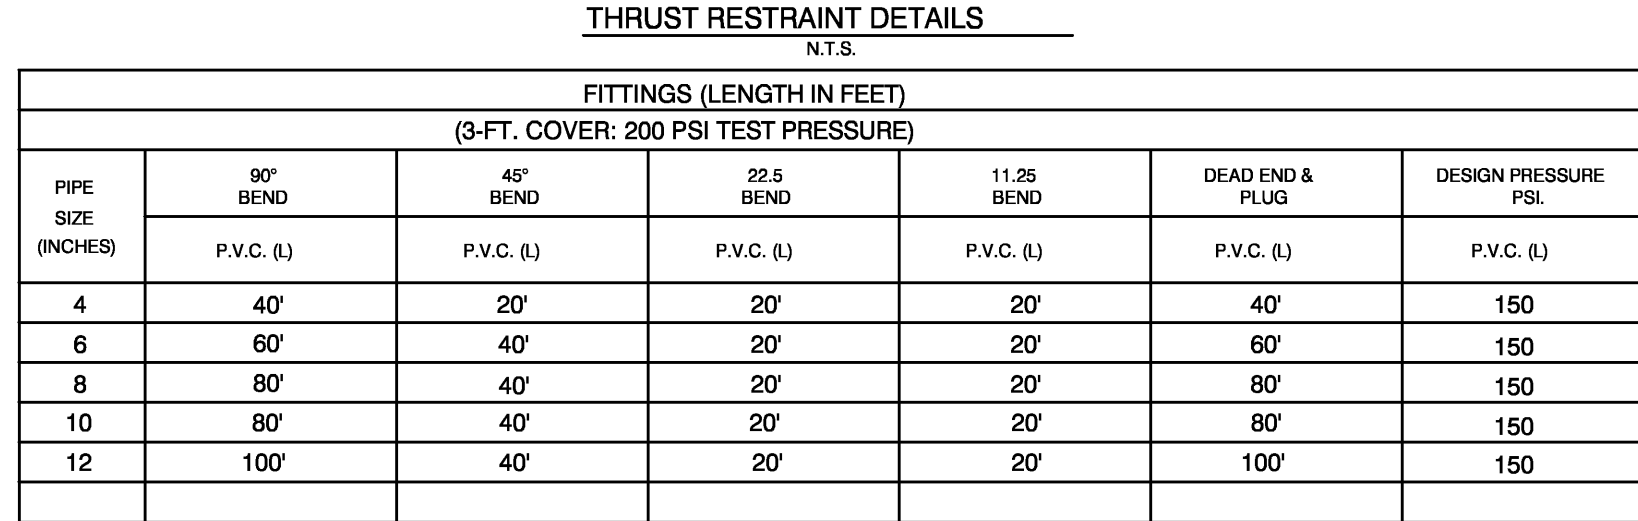 THRUST RESTRAINT DETAILS
N.T.S.
FITTINGS (LENGTH IN FEET)
(3-FT. COVER: 200 PSI TEST PRESSURE)
PIPE
SIZE
(INCHES)
90°
BEND
45°
BEND
22.5
BEND
11.25
BEND
DEAD END &
PLUG
DESIGN PRESSURE
PSI.
P.V.C. (L) P.V.C. (L) P.V.C. (L) P.V.C. (L) P.V.C. (L) P.V.C. (L)
4 40' 20' 20' 20' 40' 150
6 60' 40' 20' 20' 60' 150
8 80' 40' 20' 20' 80' 150
10 80' 40' 20' 20' 80' 150
12 100' 40' 20' 20' 100' 150